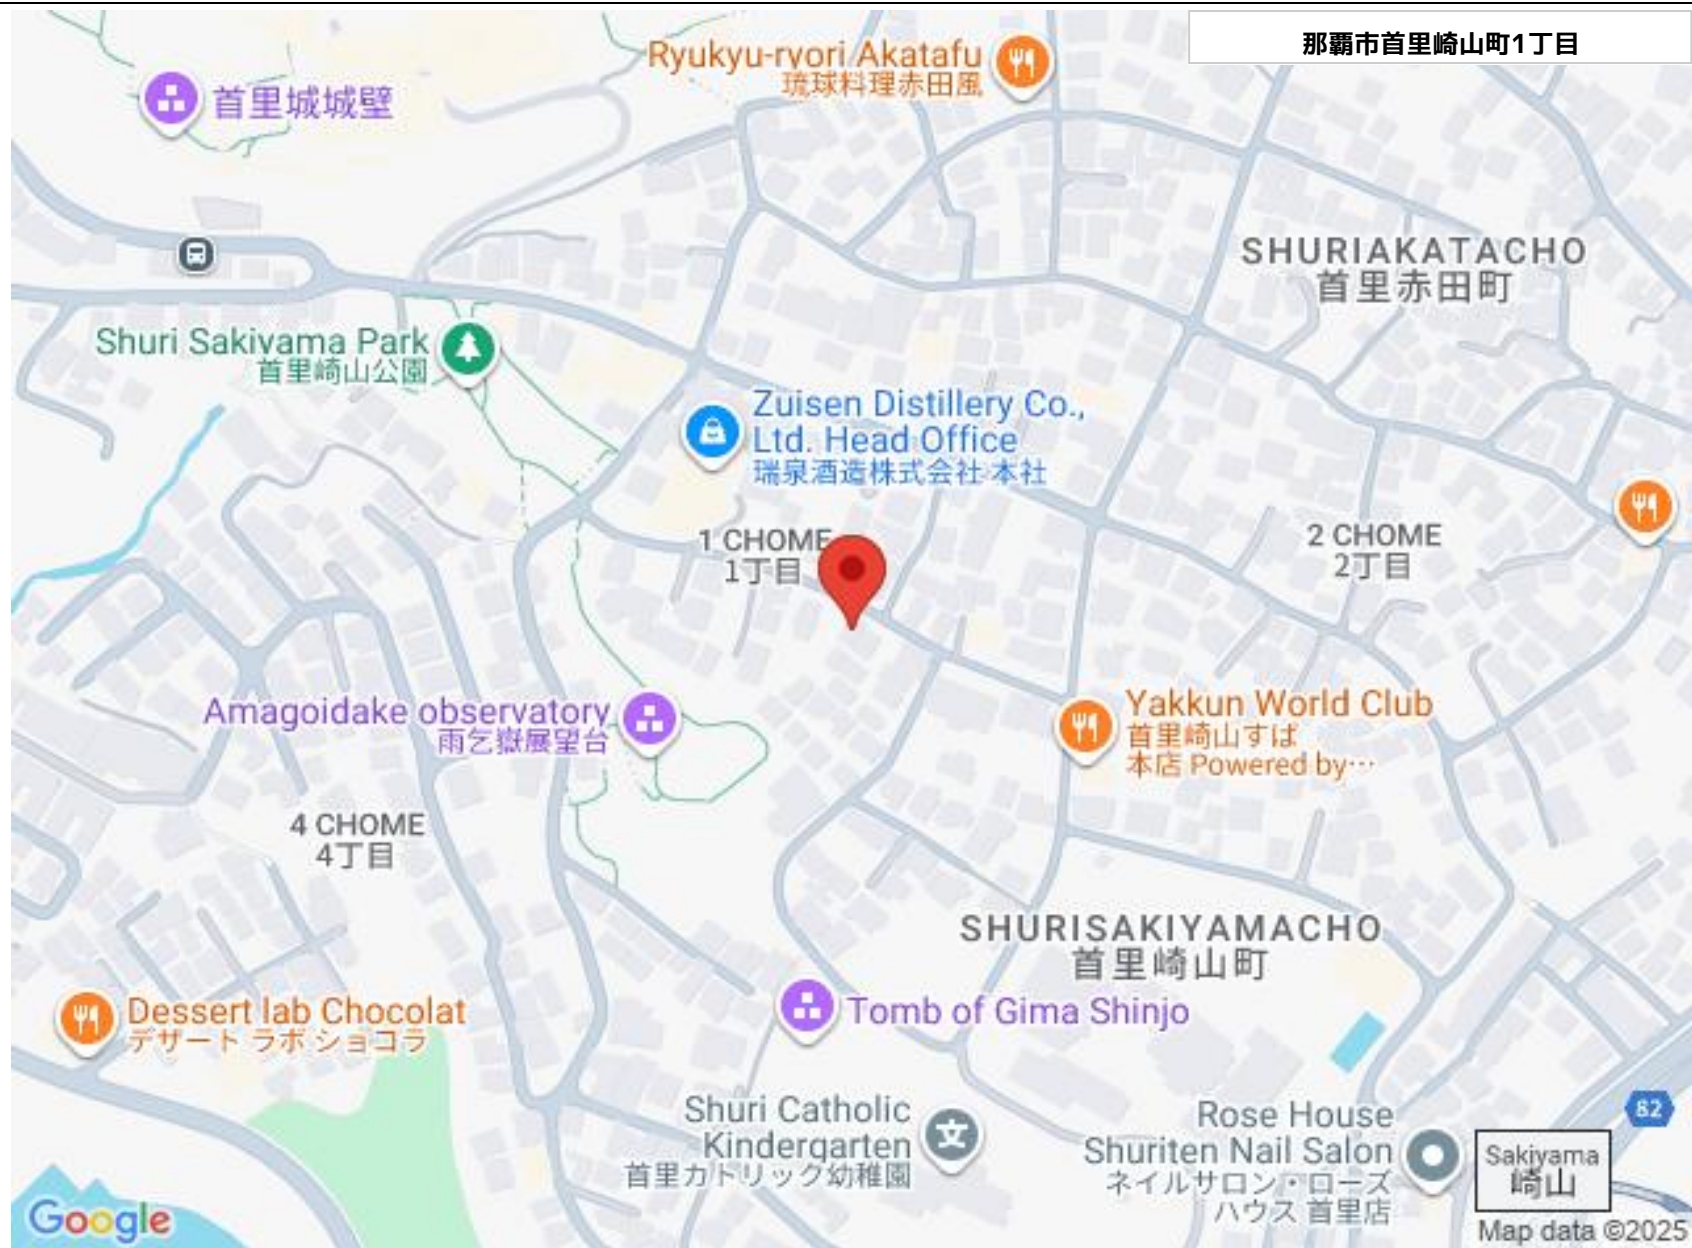 那覇市首里崎山町1丁目
Ryukyu-ryori Akatafu
琉球料理赤田風
首里城城壁
SHURIAKATACHO
首里赤田町
Shuri Sakiyama Park
首里崎山公園
Zuisen Distillery Co.,
Ltd. Head Office
瑞泉酒造株式会社 本社
1 CHOME
1丁目
2 CHOME
2丁目
Amagoidake observatory
雨乞嶽展望台
Yakkun World Club
首里崎山すば
本店 Powered by…
4 CHOME
4丁目
SHURISAKIYAMACHO
首里崎山町
Dessert lab Chocolat
デザート ラボ ショコラ
Tomb of Gima Shinjo
Shuri Catholic
Kindergarten
首里カトリック幼稚園
文
Rose House
Shuriten Nail Salon
ネイルサロン・ローズ
ハウス 首里店
82
Sakiyama
崎山
Google
Map data ©2025